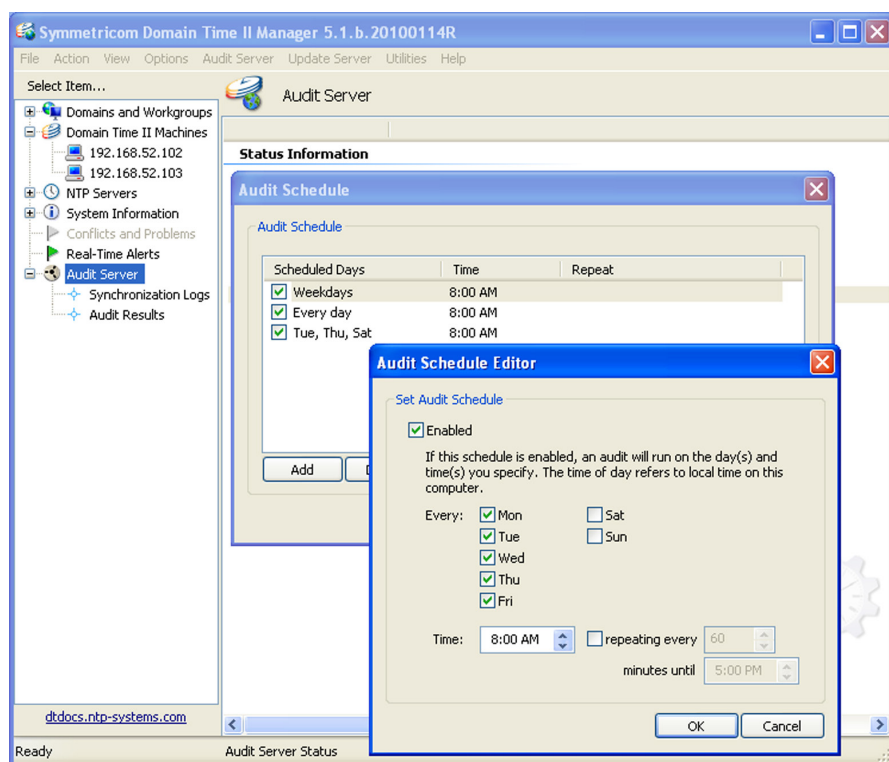 Symmetricom Domain Time II Manager 5.1.b.20100114R
File Action View Options Audit Server Update Server Utilities Help
Select Item...
Audit Server
Domains and Workgroups
Domain Time II Machines
192.168.52.102
192.168.52.103
NTP Servers
System Information
Conflicts and Problems
Real-Time Alerts
Audit Server
Synchronization Logs
Audit Results
dtdocs.ntp-systems.com
Status Information
Audit Schedule
Audit Schedule
Scheduled Days Time Repeat
Weekdays 8:00 AM
Every day 8:00 AM
Tue, Thu, Sat 8:00 AM
Add
Audit Schedule Editor
Set Audit Schedule
Enabled
If this schedule is enabled, an audit will run on the day(s) and
time(s) you specify. The time of day refers to local time on this
computer.
Every: Mon Sat
Tue Sun
Wed
Thu
Fri
Time: 8:00 AM repeating every 60
minutes until 5:00 PM
OK Cancel
Ready Audit Server Status